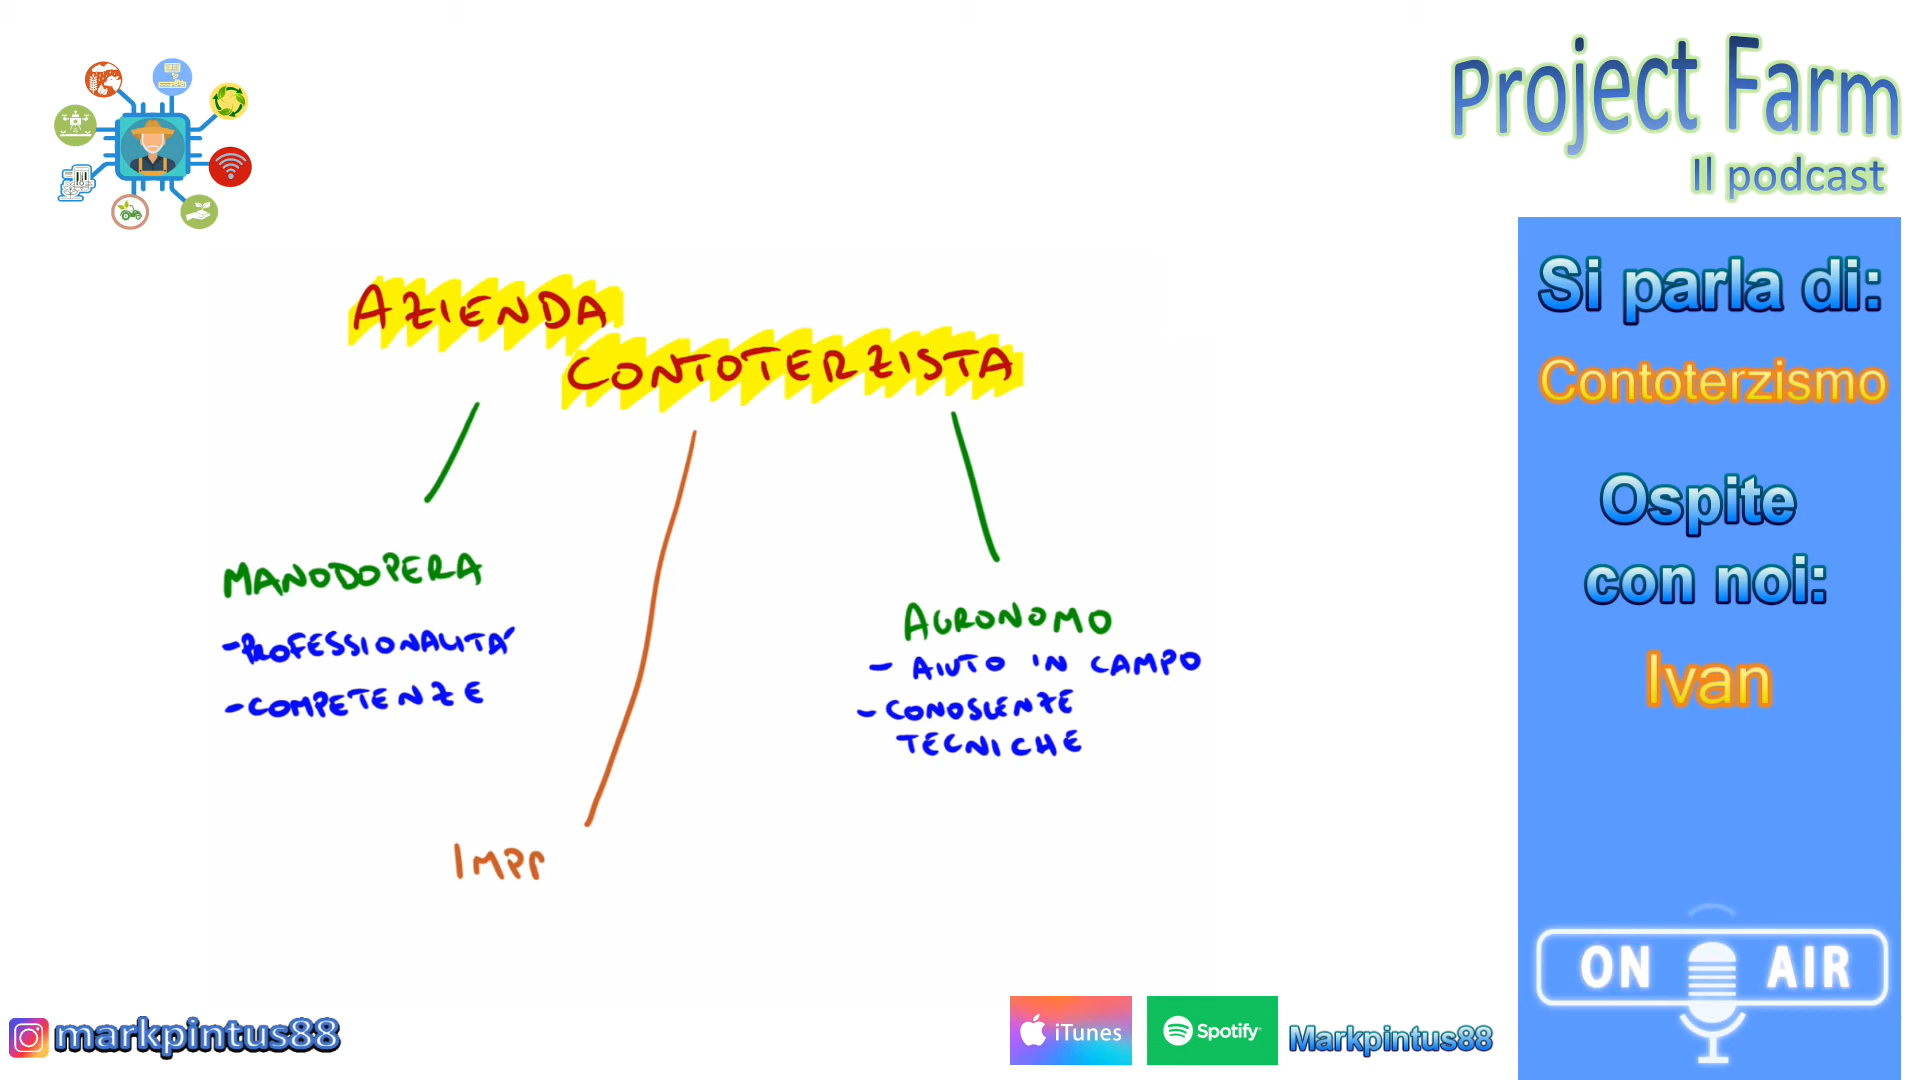 Project Farm
Il podcast
AZIENDA
CONTOTERZISTA
MANODOPERA
-PROFESSIONALITÁ
-COMPETENZE
AGRONOMO
- AIUTO IN CAMPO
- CONOSCENZE
TECNICHE
IMPR
Si parla di:
Contoterzismo
Ospite
con noi:
Ivan
ON AIR
markpintus88
iTunes
Spotify
Markpintus88